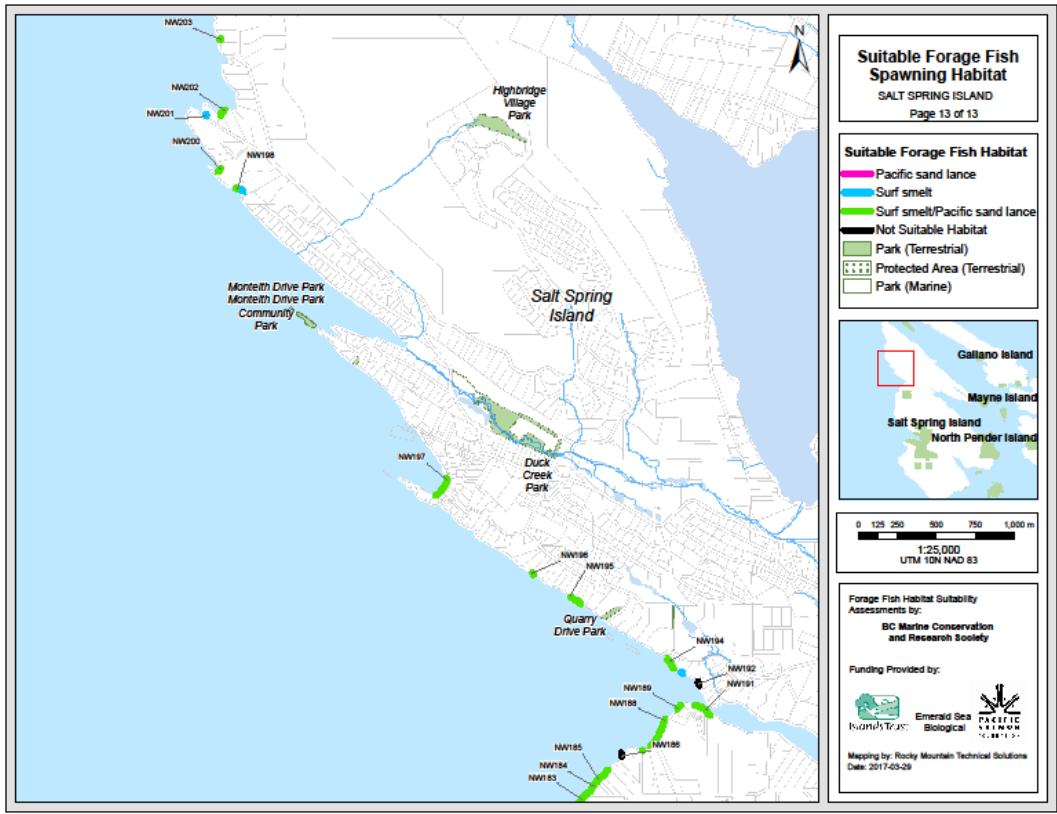 NW203
NW202
NW201
NW200
NW198
Highbridge
Village
Park
N
Monteith Drive Park
Monteith Drive Park
Community
Park
Salt Spring
Island
Duck
Creek
Park
NW197
NW196
NW195
Quarry
Drive Park
NW194
NW192
NW191
NW189
NW188
NW186
NW185
NW184
NW183
Suitable Forage Fish
Spawning Habitat
SALT SPRING ISLAND
Page 13 of 13
Suitable Forage Fish Habitat
Pacific sand lance
Surf smelt
Surf smelt/Pacific sand lance
Not Suitable Habitat
Park (Terrestrial)
Protected Area (Terrestrial)
Park (Marine)
Galiano Island
Mayne Island
Salt Spring Island
North Pender Island
0 125 250 500 750 1,000 m
1:25,000
UTM 10N NAD 83
Forage Fish Habitat Suitability
Assessments by:
BC Marine Conservation
and Research Society
Funding Provided by:
Islands Trust
Emerald Sea
Biological
PACIFIC
SALMON
Mapping by: Rocky Mountain Technical Solutions
Date: 2017-03-29